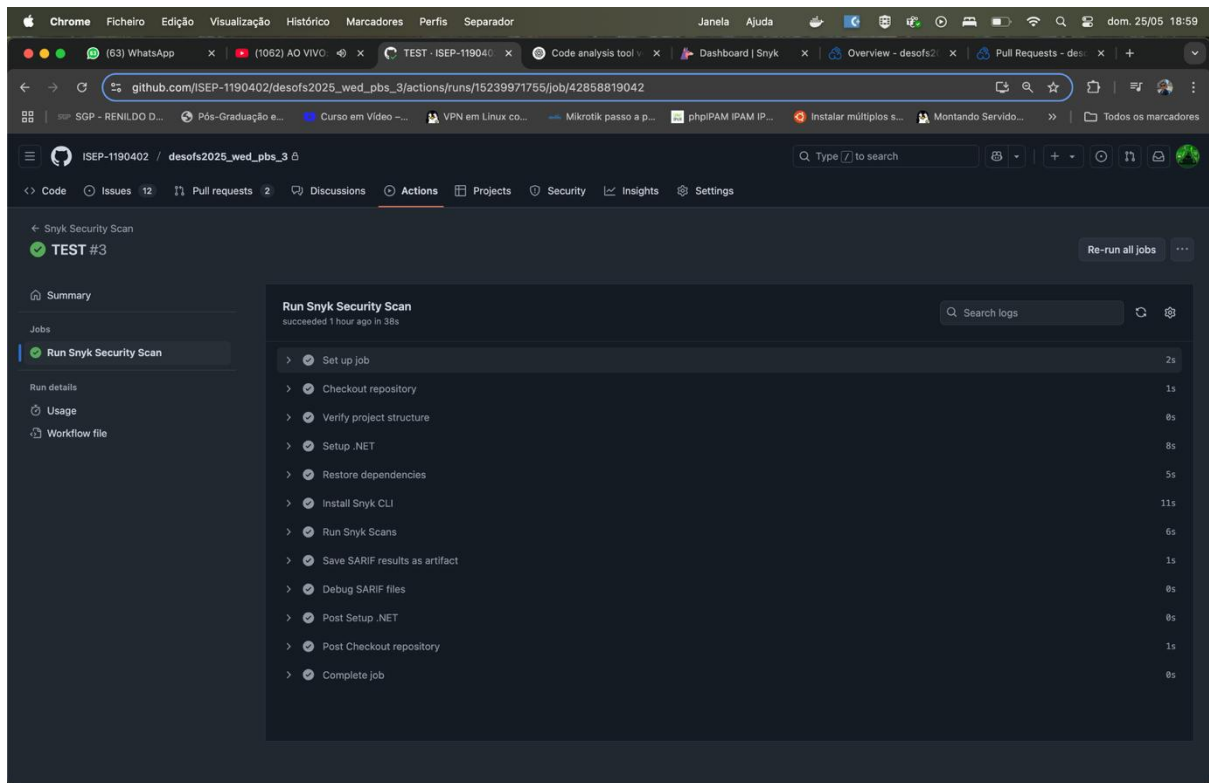 Chrome Ficheiro Edição Visualização Histórico Marcadores Perfis Separador Janela Ajuda dom. 25/05 18:59
(63) WhatsApp (1062) AO VIVO: TEST · ISEP-119040 Code analysis tool v Dashboard | Snyk Overview - desofs2 Pull Requests - des
github.com/ISEP-1190402/desofs2025_wed_pbs_3/actions/runs/15239971755/job/42858819042
SGP - RENILDO D... Pós-Graduação e... Curso em Vídeo –... VPN em Linux co... Mikrotik passo a p... phpIPAM IPAM IP... Instalar múltiplos s... Montando Servido... » Todos os marcadores
ISEP-1190402 / desofs2025_wed_pbs_3 Type / to search
<> Code Issues 12 Pull requests 2 Discussions Actions Projects Security Insights Settings
← Snyk Security Scan
TEST #3
Re-run all jobs ...
Summary
Jobs
Run Snyk Security Scan
Run details
Usage
Workflow file
Run Snyk Security Scan
succeeded 1 hour ago in 38s
Search logs
Set up job 2s
Checkout repository 1s
Verify project structure 0s
Setup .NET 8s
Restore dependencies 5s
Install Snyk CLI 11s
Run Snyk Scans 6s
Save SARIF results as artifact 1s
Debug SARIF files 0s
Post Setup .NET 0s
Post Checkout repository 1s
Complete job 0s